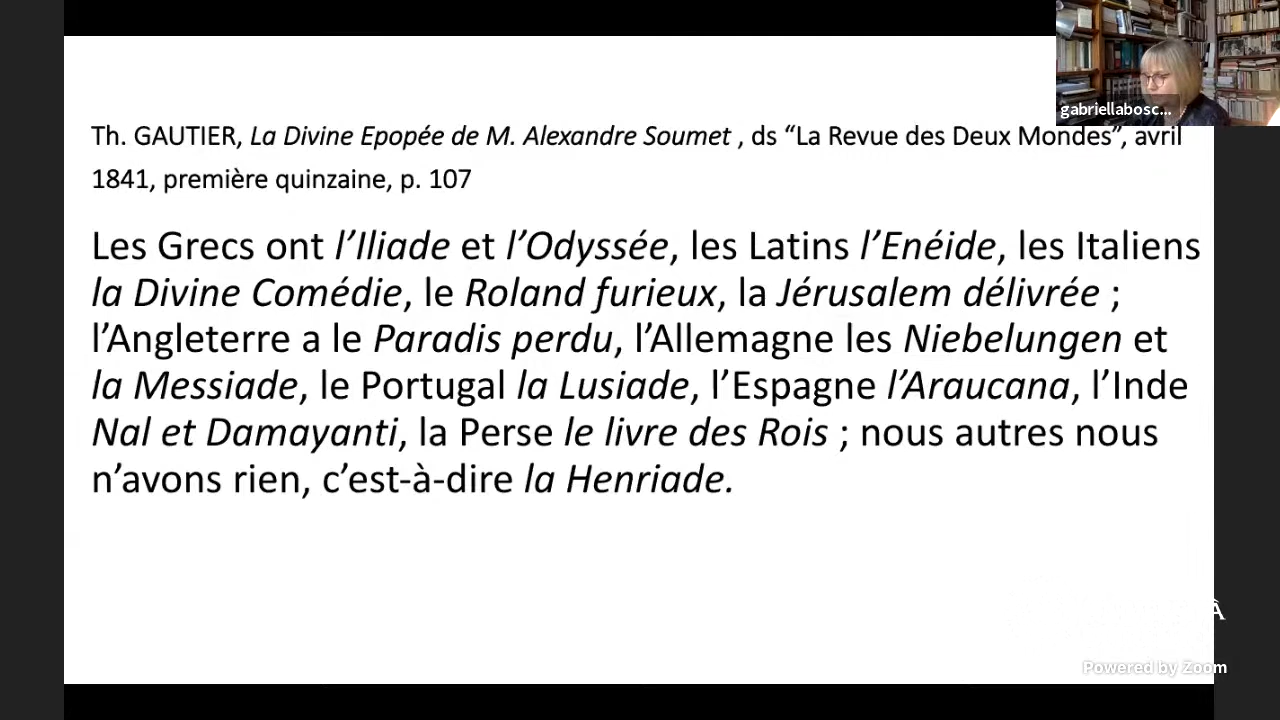 gabriellabosc...
Th. GAUTIER, La Divine Epopée de M. Alexandre Soumet , ds “La Revue des Deux Mondes”, avril
1841, première quinzaine, p. 107
Les Grecs ont l’Iliade et l’Odyssée, les Latins l’Enéide, les Italiens
la Divine Comédie, le Roland furieux, la Jérusalem délivrée ;
l’Angleterre a le Paradis perdu, l’Allemagne les Niebelungen et
la Messiade, le Portugal la Lusiade, l’Espagne l’Araucana, l’Inde
Nal et Damayanti, la Perse le livre des Rois ; nous autres nous
n’avons rien, c’est-à-dire la Henriade.
Powered by Zoom